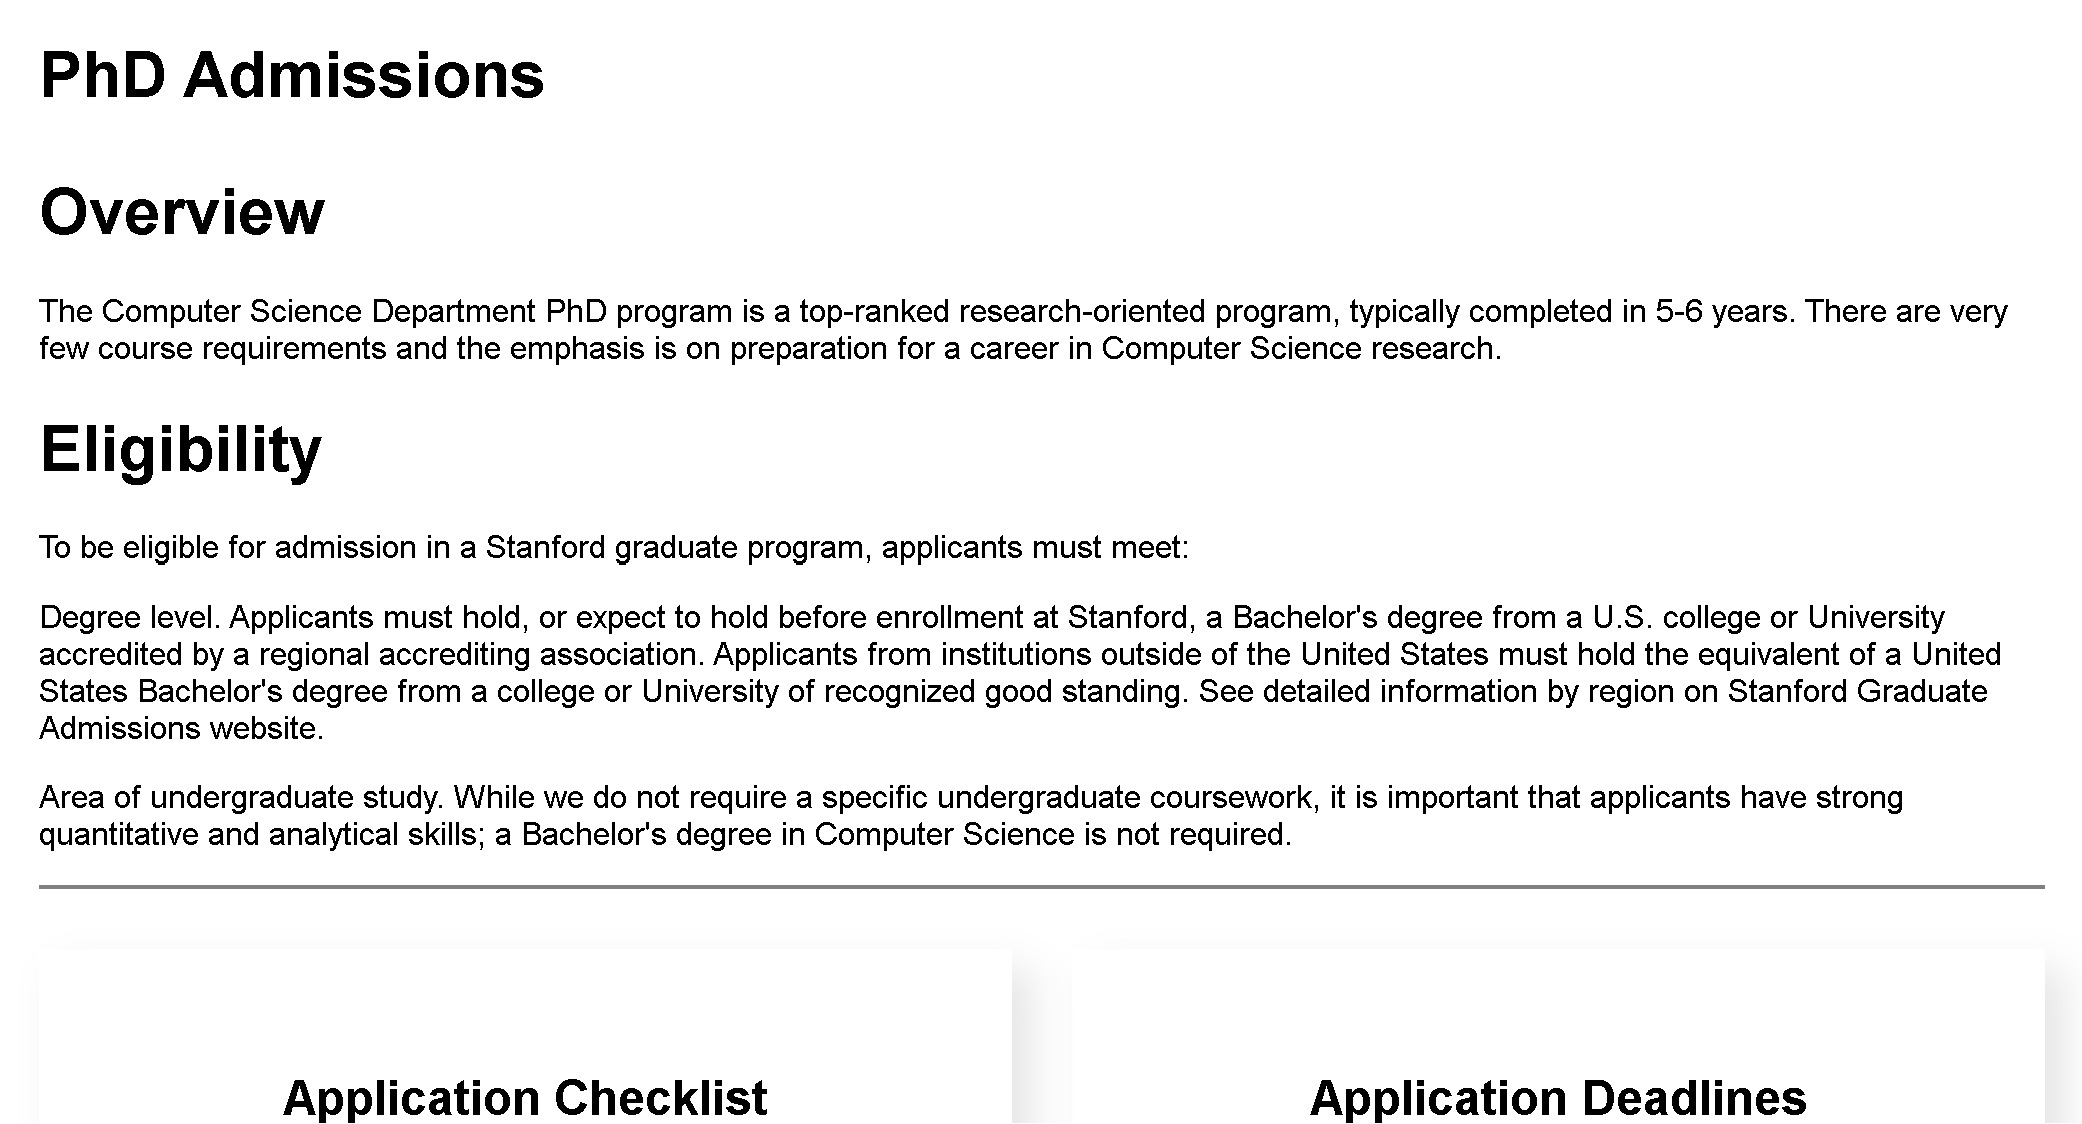 PhD Admissions
Overview
The Computer Science Department PhD program is a top-ranked research-oriented program, typically completed in 5-6 years. There are very
few course requirements and the emphasis is on preparation for a career in Computer Science research.
Eligibility
To be eligible for admission in a Stanford graduate program, applicants must meet:
Degree level. Applicants must hold, or expect to hold before enrollment at Stanford, a Bachelor's degree from a U.S. college or University
accredited by a regional accrediting association. Applicants from institutions outside of the United States must hold the equivalent of a United
States Bachelor's degree from a college or University of recognized good standing. See detailed information by region on Stanford Graduate
Admissions website.
Area of undergraduate study. While we do not require a specific undergraduate coursework, it is important that applicants have strong
quantitative and analytical skills; a Bachelor's degree in Computer Science is not required.
Application Checklist
Application Deadlines